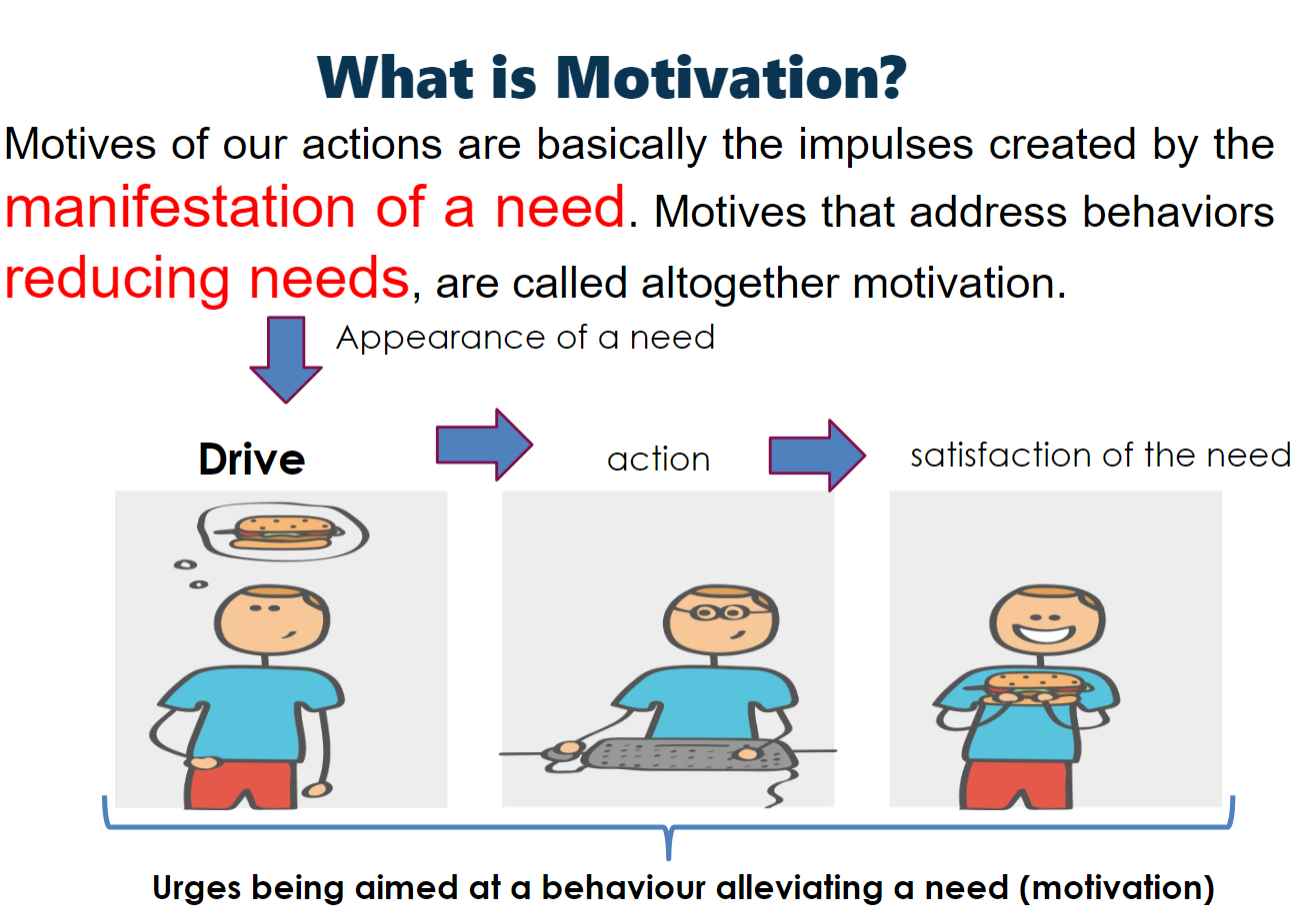 What is Motivation?
Motives of our actions are basically the impulses created by the
manifestation of a need. Motives that address behaviors
reducing needs, are called altogether motivation.
Appearance of a need
Drive
action
satisfaction of the need
Urges being aimed at a behaviour alleviating a need (motivation)